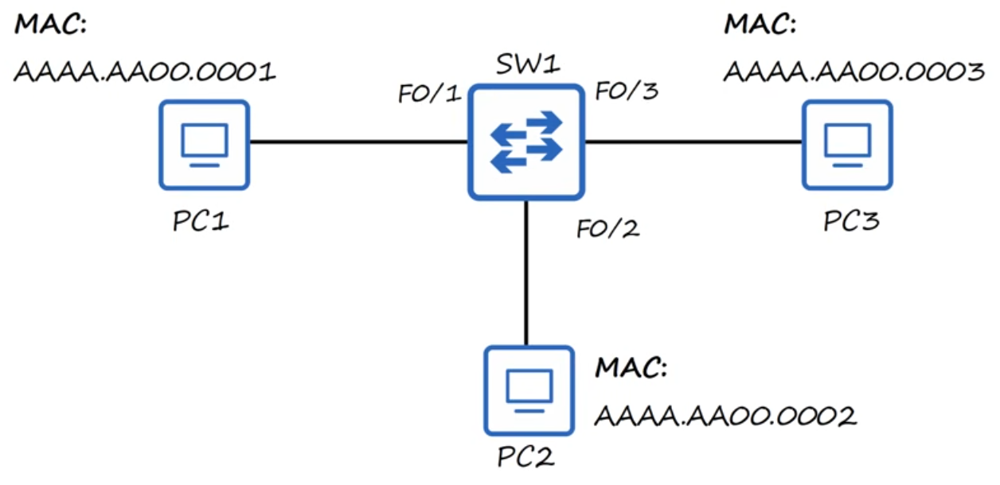 MAC:
AAAA.AA00.0001
PC1
SW1
F0/1
F0/3
F0/2
MAC:
AAAA.AA00.0003
PC3
MAC:
AAAA.AA00.0002
PC2